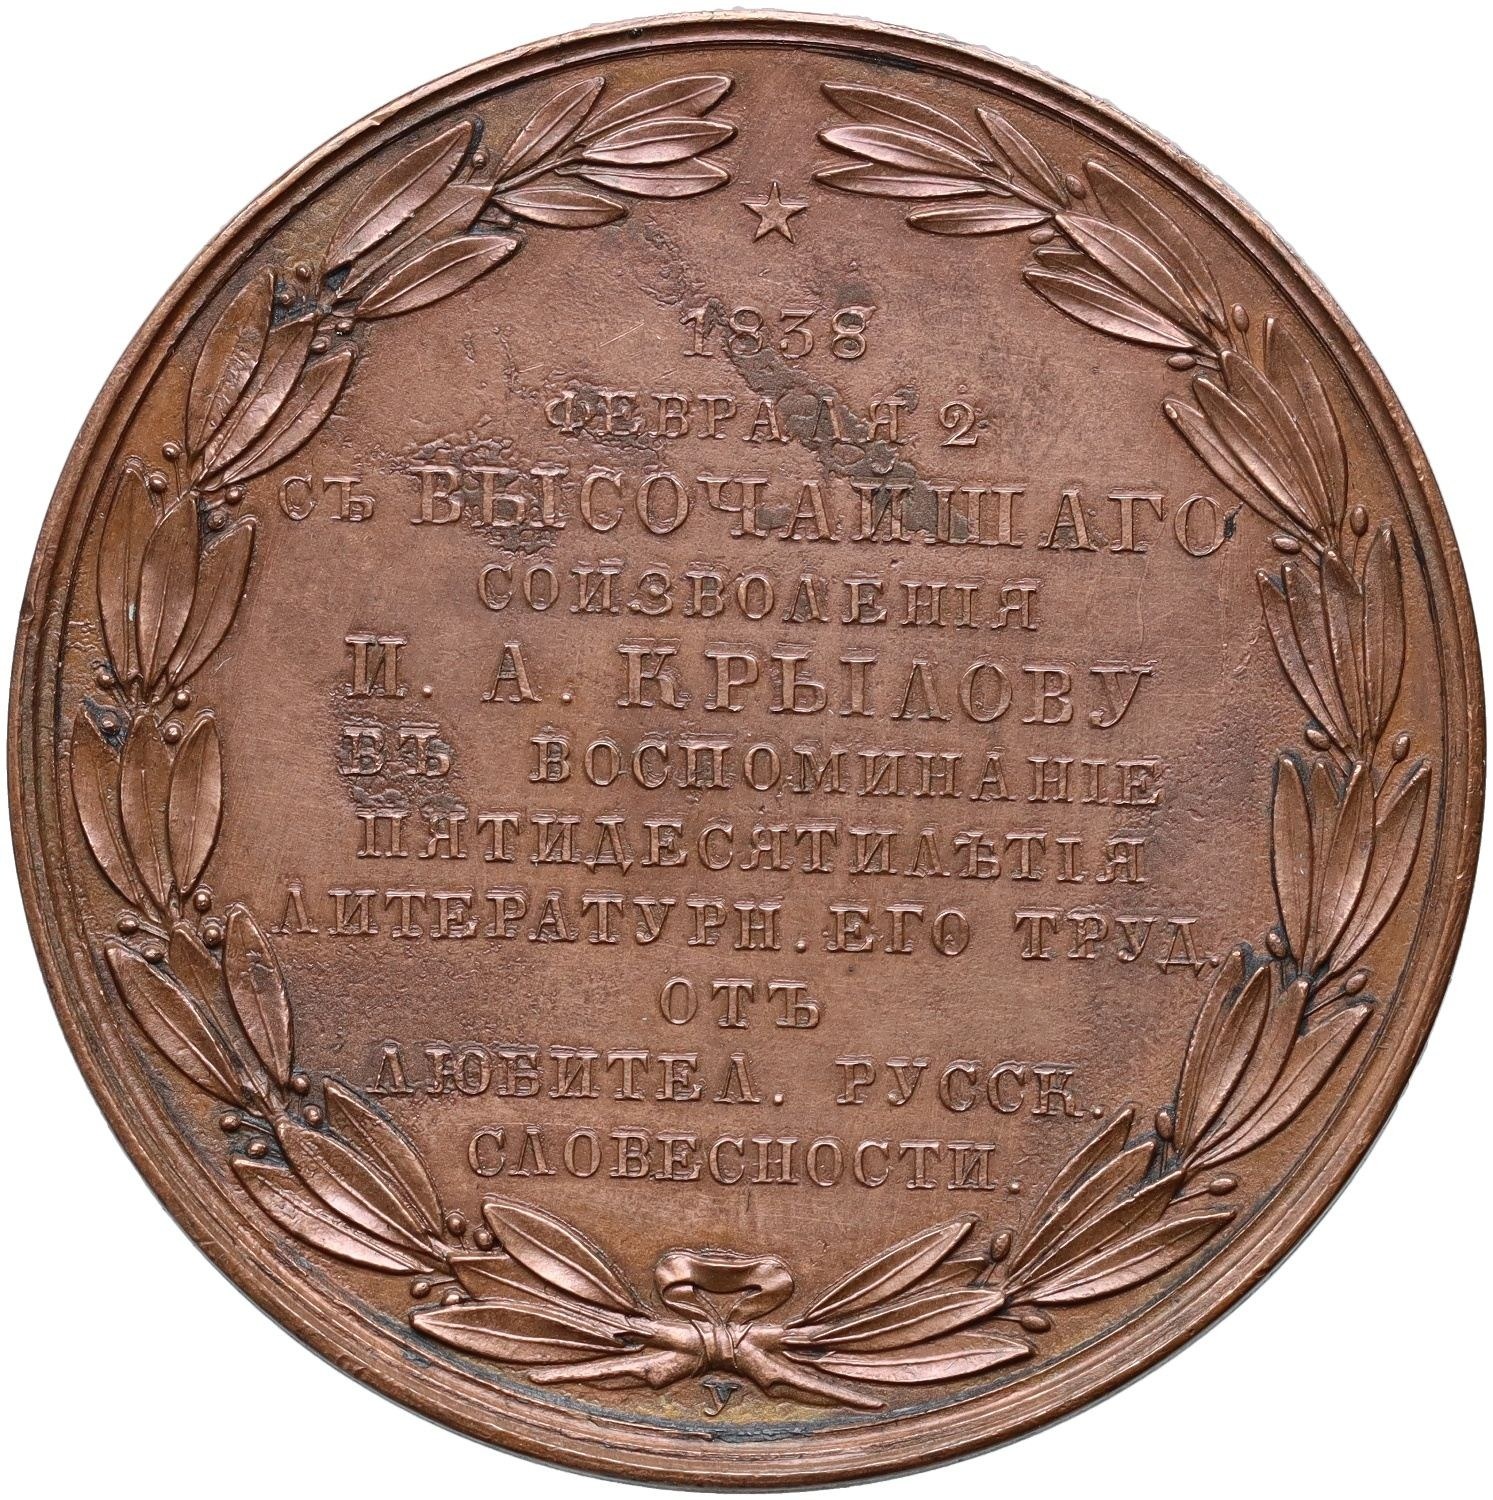 1838
ФЕВРАЛЯ 2
СЪ ВЫСОЧАЙШАГО
СОИЗВОЛЕНІЯ
И. А. КРЫЛОВУ
ВЪ ВОСПОМИНАНІЕ
ПЯТИДЕСЯТИЛѢТІЯ
ЛИТЕРАТУРН. ЕГО ТРУД.
ОТЪ
ЛЮБИТЕЛ. РУССК.
СЛОВЕСНОСТИ.
У